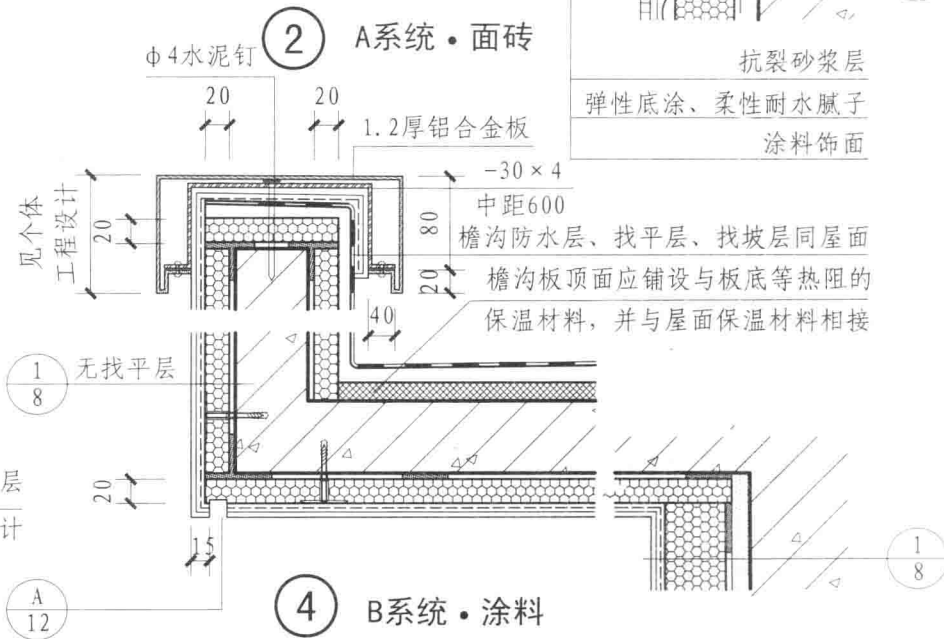 ② A系统·面砖
抗裂砂浆层
弹性底涂、柔性耐水腻子
涂料饰面
φ4水泥钉
20
20
1.2厚铝合金板
-30×4
中距600
见个体
工程设计
20
80
20
檐沟防水层、找平层、找坡层同屋面
檐沟板顶面应铺设与板底等热阻的
保温材料，并与屋面保温材料相接
40
1
8
无找平层
层
计
20
15
A
12
1
8
④ B系统·涂料